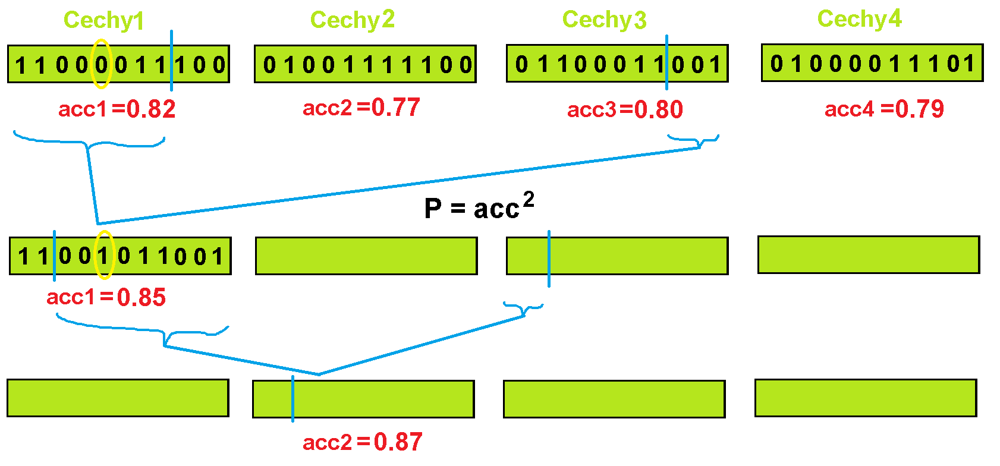 Cechy1 Cechy2 Cechy3 Cechy4
1 1 0 0 0 0 1 1 1 0 0 0 1 0 0 1 1 1 1 1 0 0 0 1 1 0 0 0 1 1 0 0 1 0 1 0 0 0 0 1 1 1 0 1
acc1=0.82 acc2=0.77 acc3=0.80 acc4=0.79
P = acc²
1 1 0 0 1 0 1 1 0 0 1
acc1=0.85
acc2=0.87